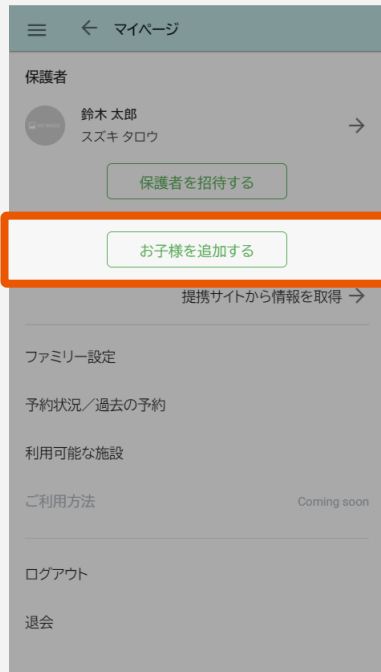 マイページ
保護者
鈴木 太郎
スズキ タロウ
保護者を招待する
お子様を追加する
提携サイトから情報を取得
ファミリー設定
予約状況／過去の予約
利用可能な施設
ご利用方法 Coming soon
ログアウト
退会